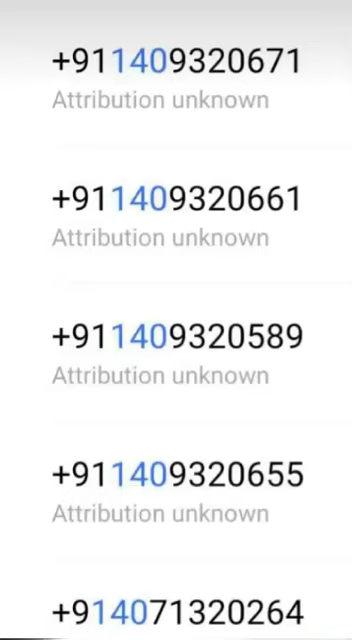 +911409320671
Attribution unknown
+911409320661
Attribution unknown
+911409320589
Attribution unknown
+911409320655
Attribution unknown
+914071320264